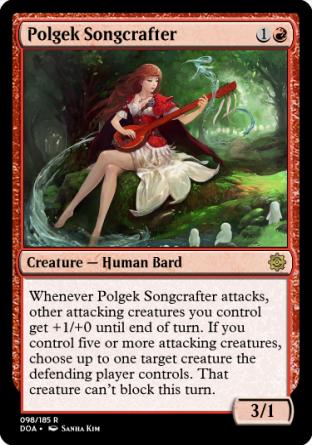 Polgek Songcrafter 1
Creature — Human Bard
Whenever Polgek Songcrafter attacks,
other attacking creatures you control
get +1/+0 until end of turn. If you
control five or more attacking creatures,
choose up to one target creature the
defending player controls. That
creature can't block this turn.
098/185 R
DOA • Sanha Kim
3/1